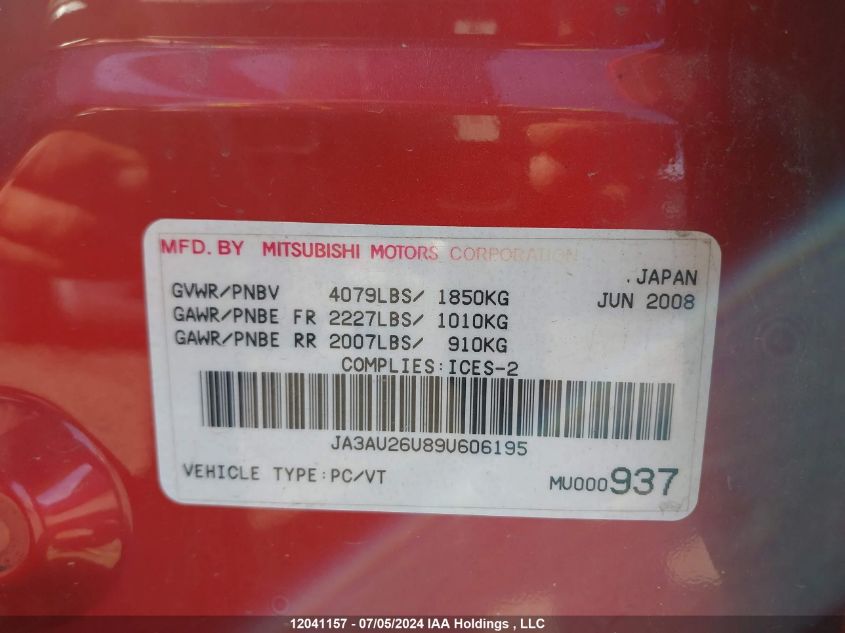 MFD. BY MITSUBISHI MOTORS CORPORATION
.JAPAN
GVWR/PNBV 4079LBS/ 1850KG JUN 2008
GAWR/PNBE FR 2227LBS/ 1010KG
GAWR/PNBE RR 2007LBS/ 910KG
COMPLIES:ICES-2
JA3AU26U89U606195
VEHICLE TYPE:PC/VT MU000937
12041157 - 07/05/2024 IAA Holdings , LLC